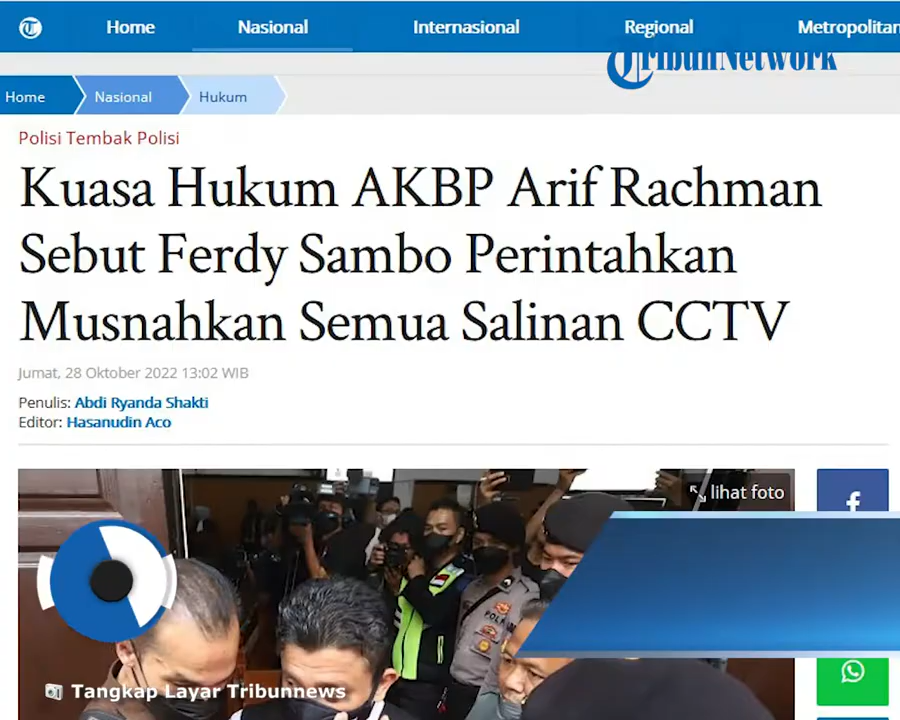 Home Nasional Internasional Regional Metropolitan
TribunNetwork
Home Nasional Hukum
Polisi Tembak Polisi
Kuasa Hukum AKBP Arif Rachman
Sebut Ferdy Sambo Perintahkan
Musnahkan Semua Salinan CCTV
Jumat, 28 Oktober 2022 13:02 WIB
Penulis: Abdi Ryanda Shakti
Editor: Hasanudin Aco
lihat foto
Tangkap Layar Tribunnews